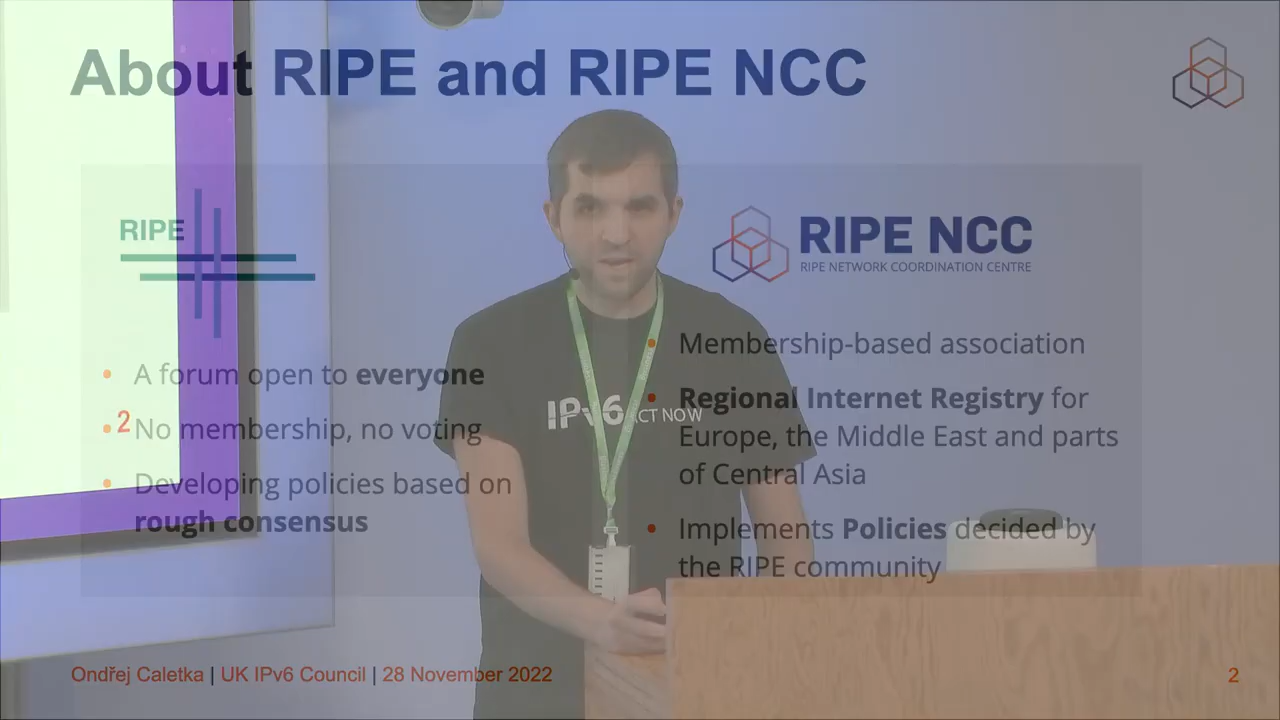 About RIPE and RIPE NCC
RIPE
A forum open to everyone
No membership, no voting
Developing policies based on
rough consensus
RIPE NCC
RIPE NETWORK COORDINATION CENTRE
Membership-based association
Regional Internet Registry for
Europe, the Middle East and parts
of Central Asia
Implements Policies decided by
the RIPE community
2
IPv6 ACT NOW
Ondřej Caletka | UK IPv6 Council | 28 November 2022
2